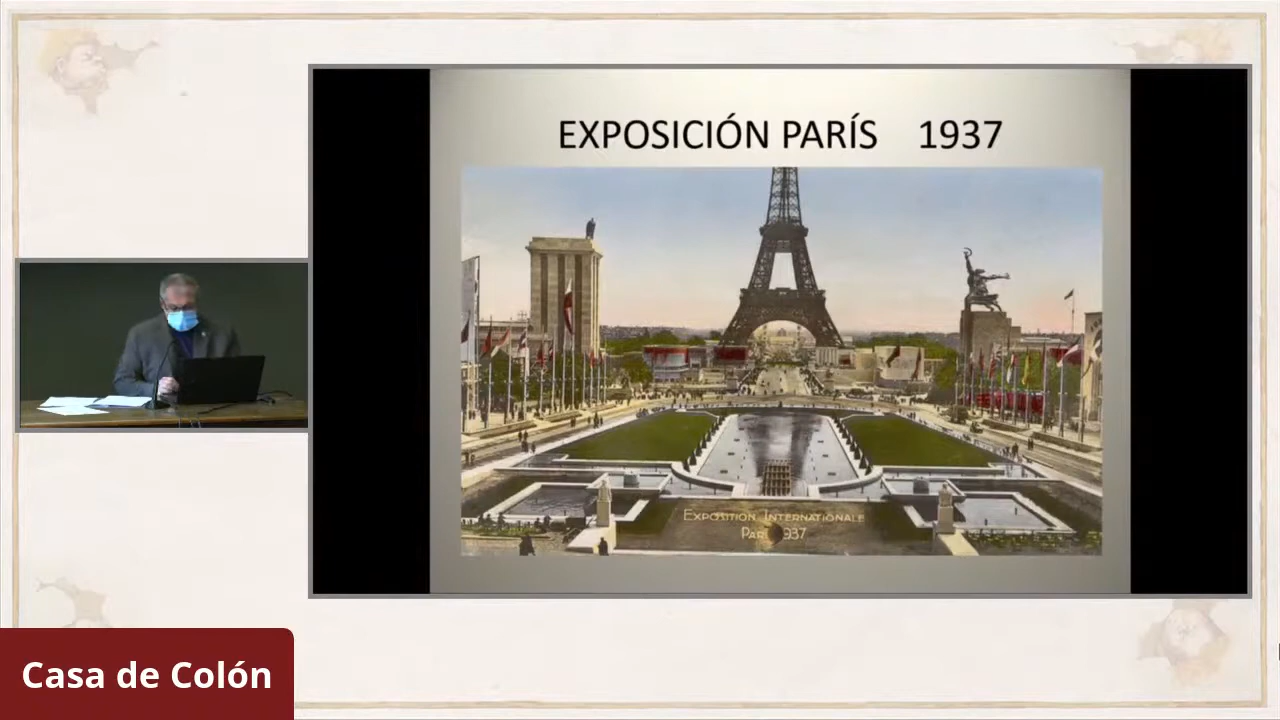 EXPOSICIÓN PARÍS 1937
EXPOSITION INTERNATIONALE
PARIS 1937
Casa de Colón